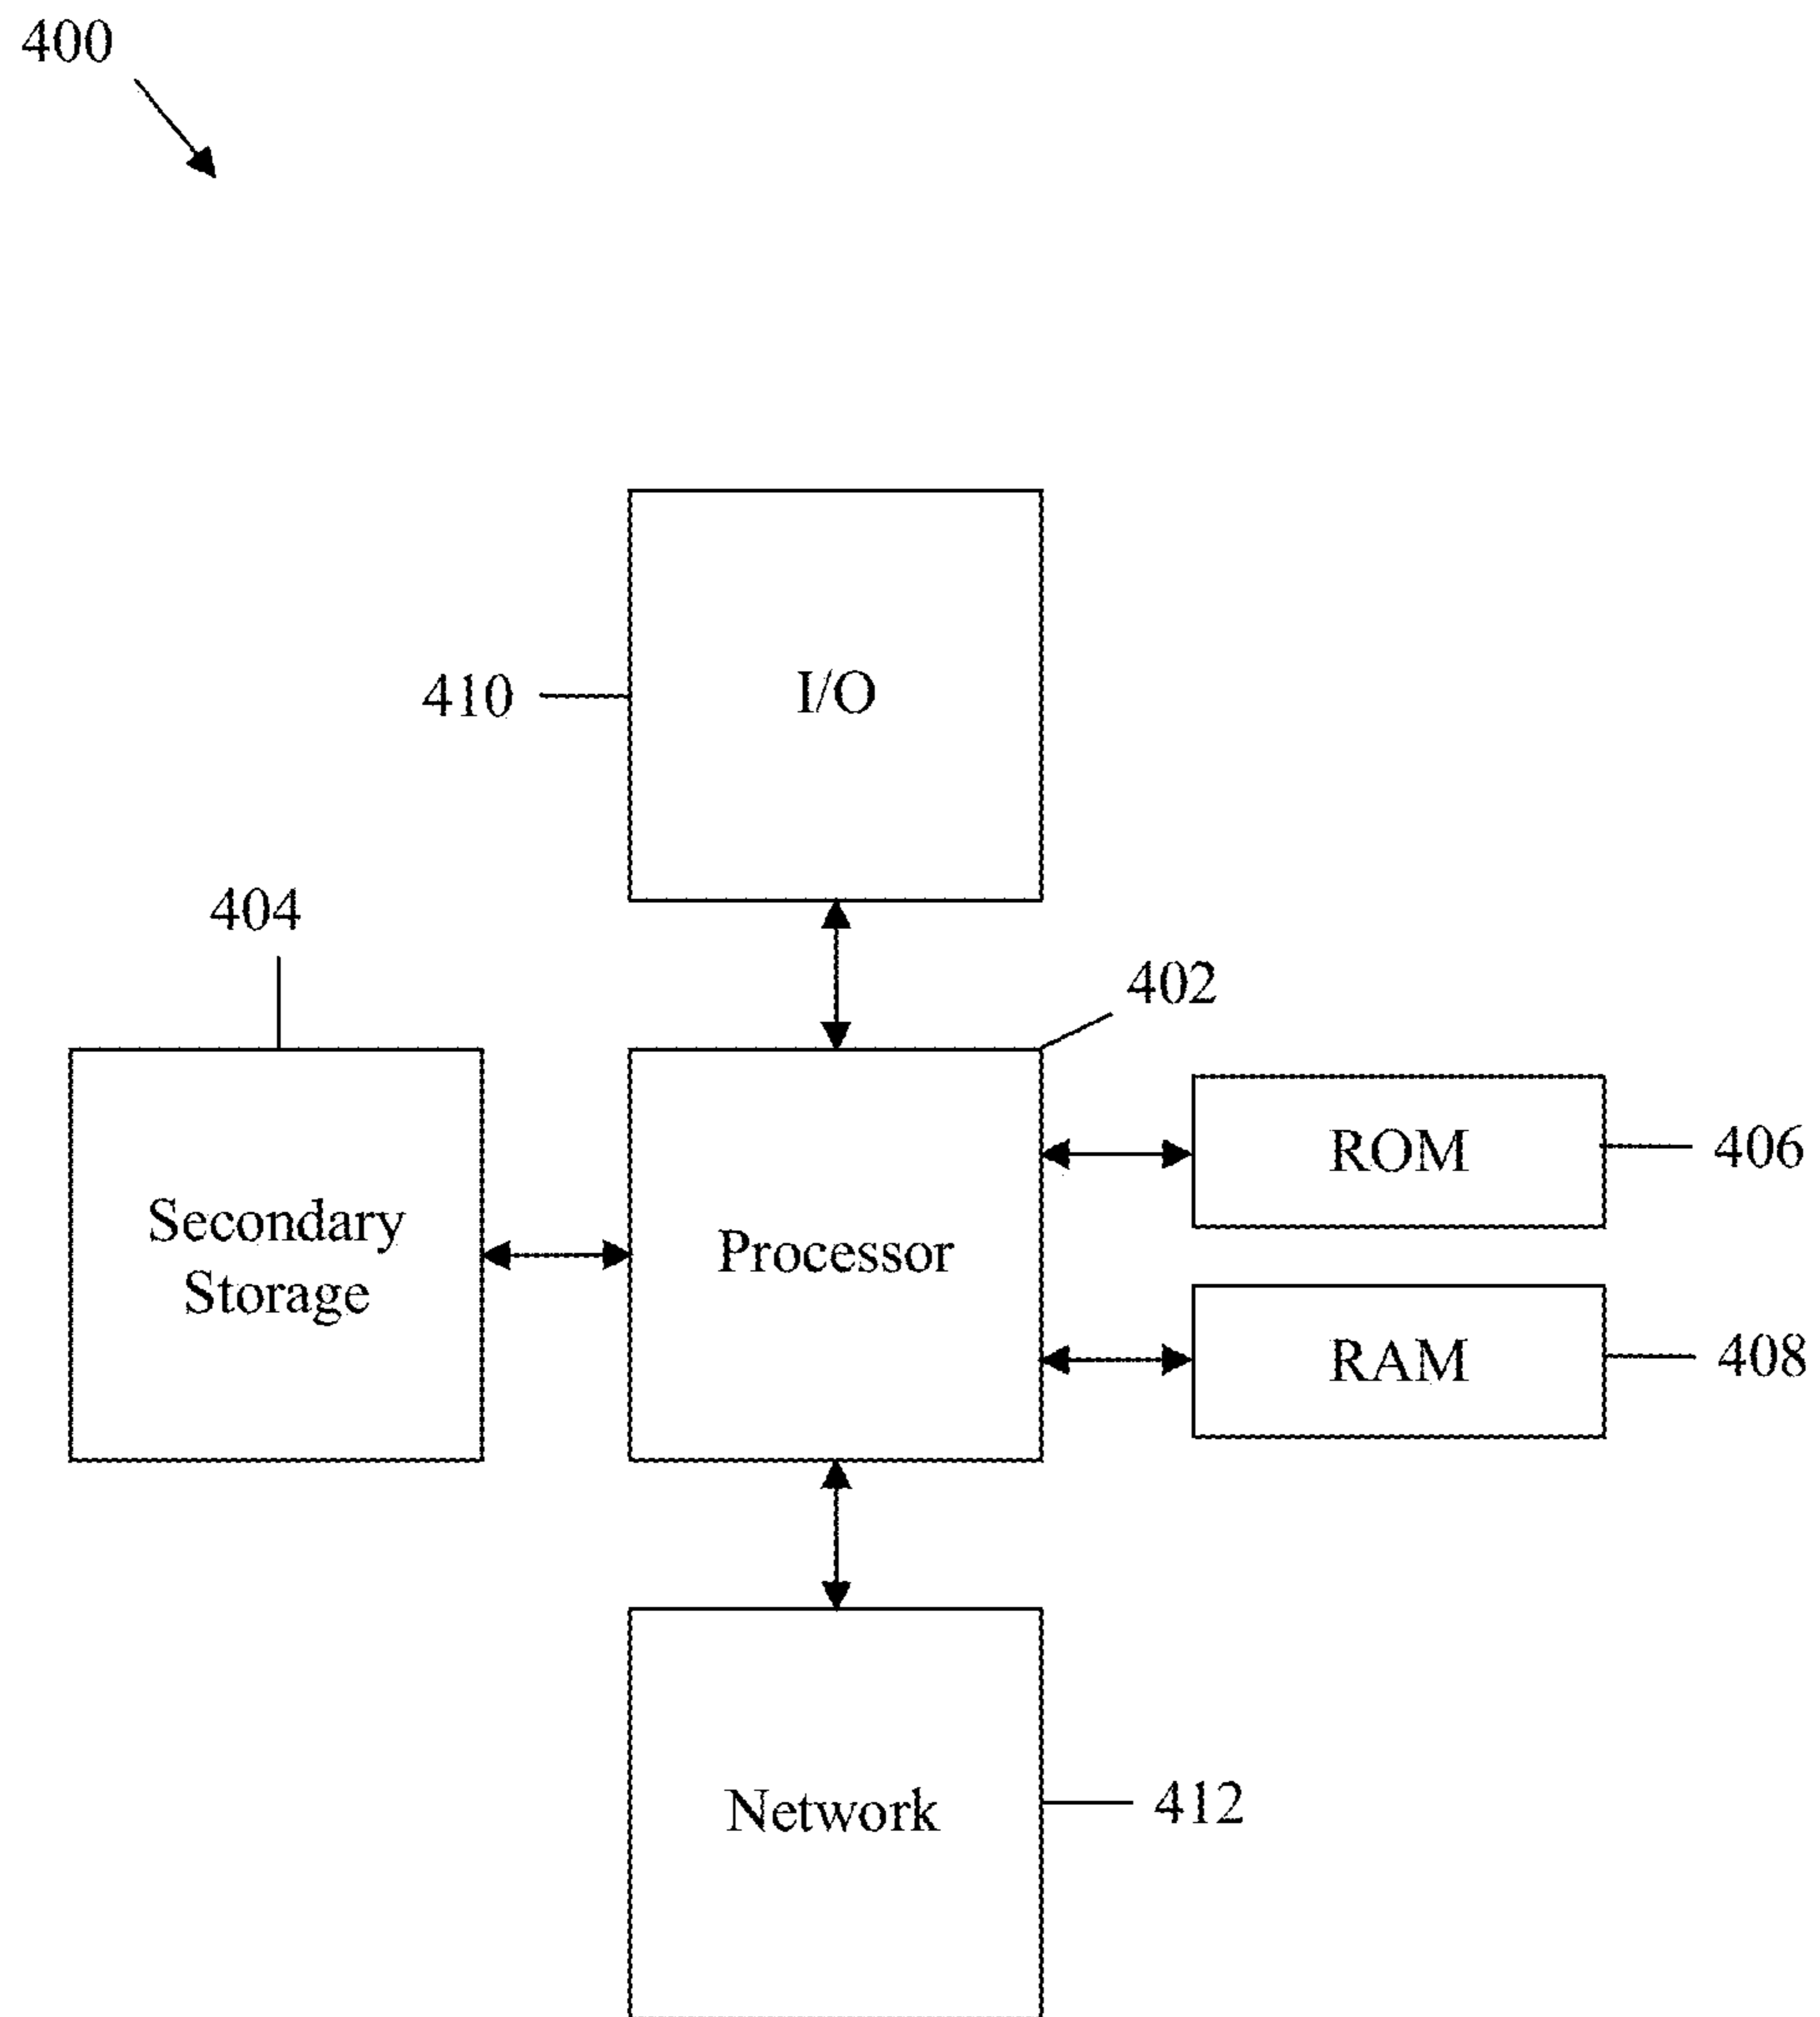 400
410
I/O
404
402
Secondary
Storage
Processor
ROM
406
RAM
408
Network
412